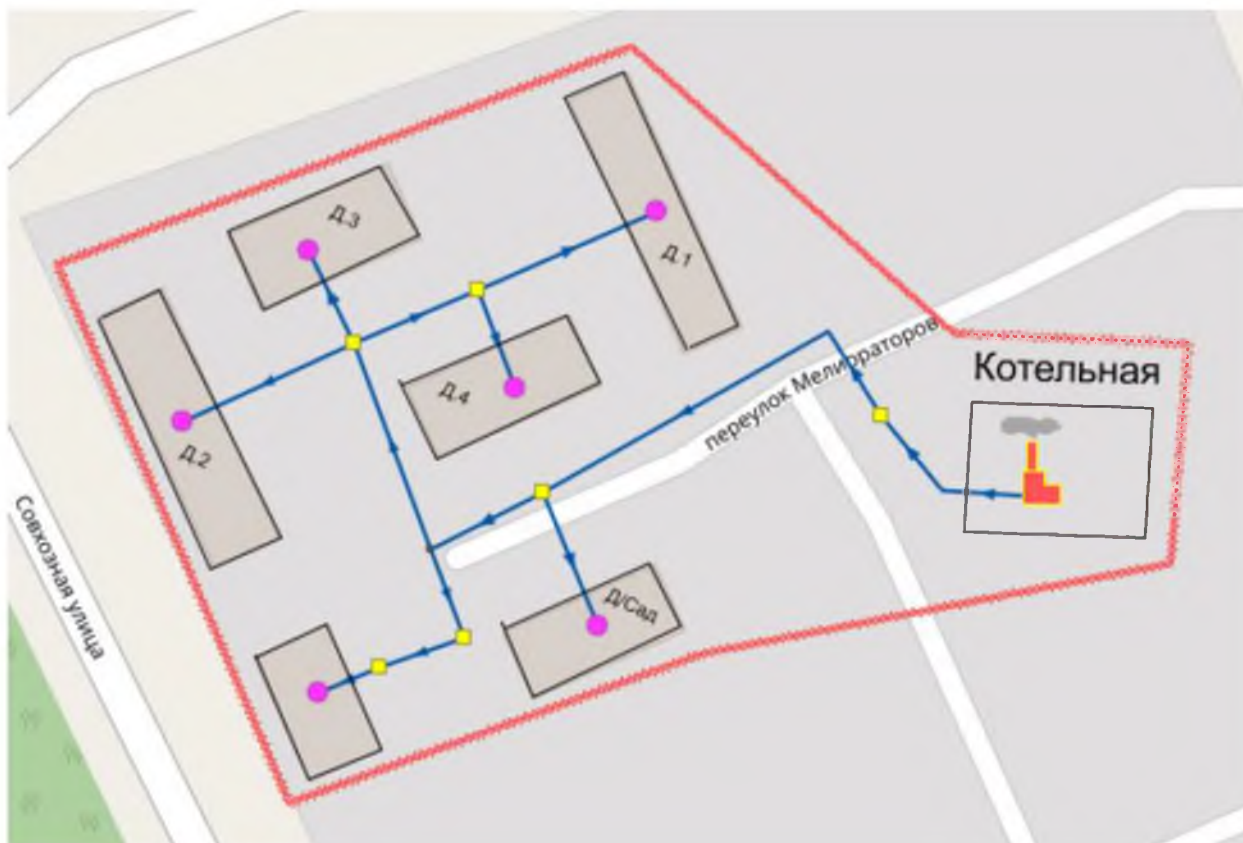 Д.3
Д.1
переулок Мелиораторов
Котельная
Д.4
Д.2
Совхозная улица
Д/Сад